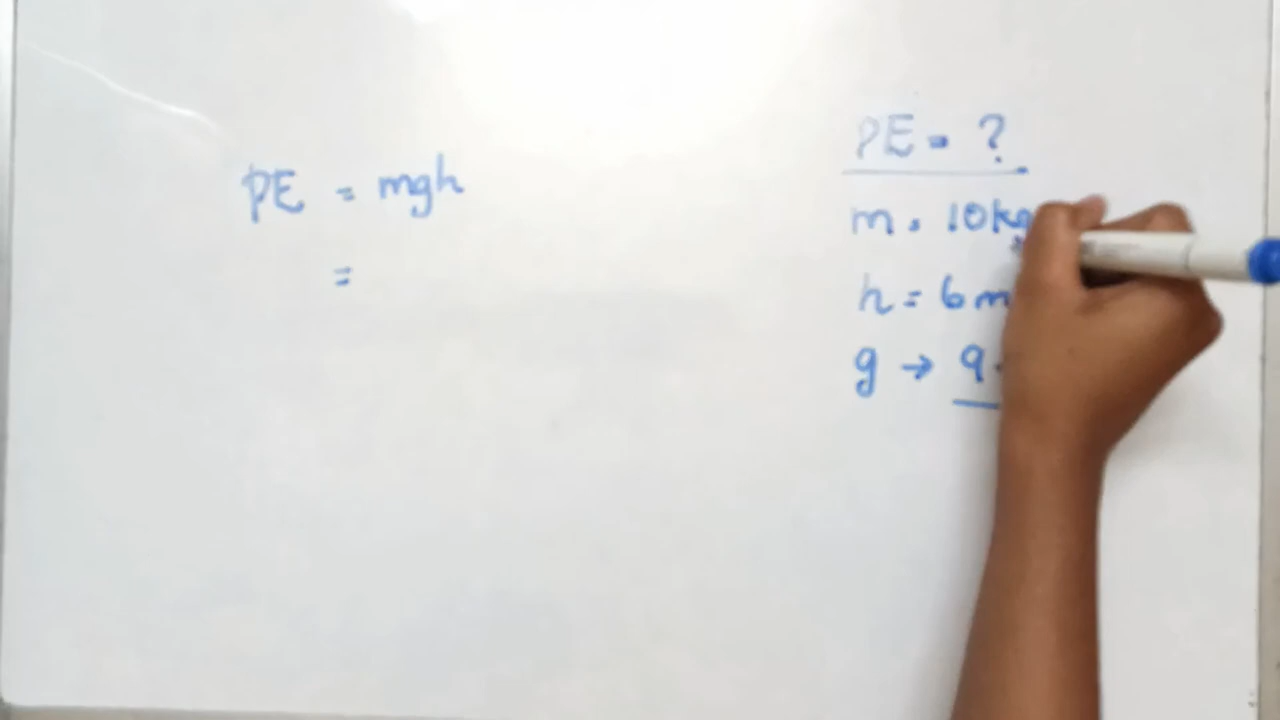 PE = mgh
=
PE = ?
m = 10kg
h = 6m
g → 9.